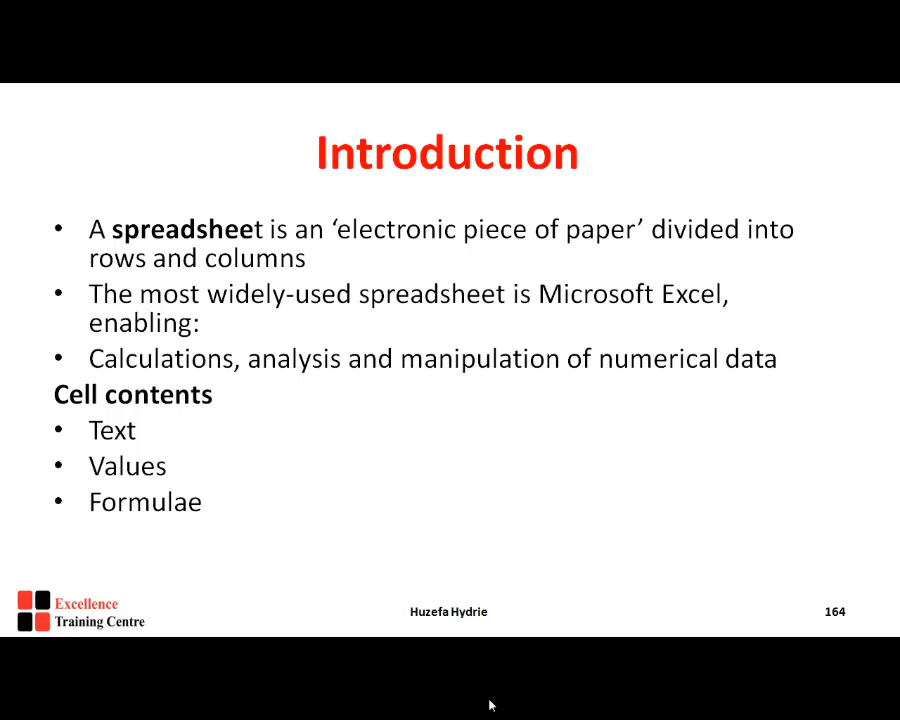 Introduction
• A spreadsheet is an ‘electronic piece of paper’ divided into
rows and columns
• The most widely-used spreadsheet is Microsoft Excel,
enabling:
• Calculations, analysis and manipulation of numerical data
Cell contents
• Text
• Values
• Formulae
Excellence
Training Centre
Huzefa Hydrie
164